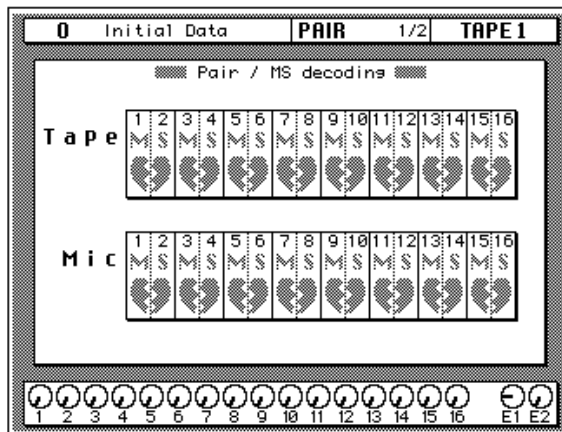 0 Initial Data PAIR 1/2 TAPE1
Pair / MS decoding
1 2 3 4 5 6 7 8 9 10 11 12 13 14 15 16
Tape M S M S M S M S M S M S M S M S
1 2 3 4 5 6 7 8 9 10 11 12 13 14 15 16
Mic M S M S M S M S M S M S M S M S
1 2 3 4 5 6 7 8 9 10 11 12 13 14 15 16 E1 E2